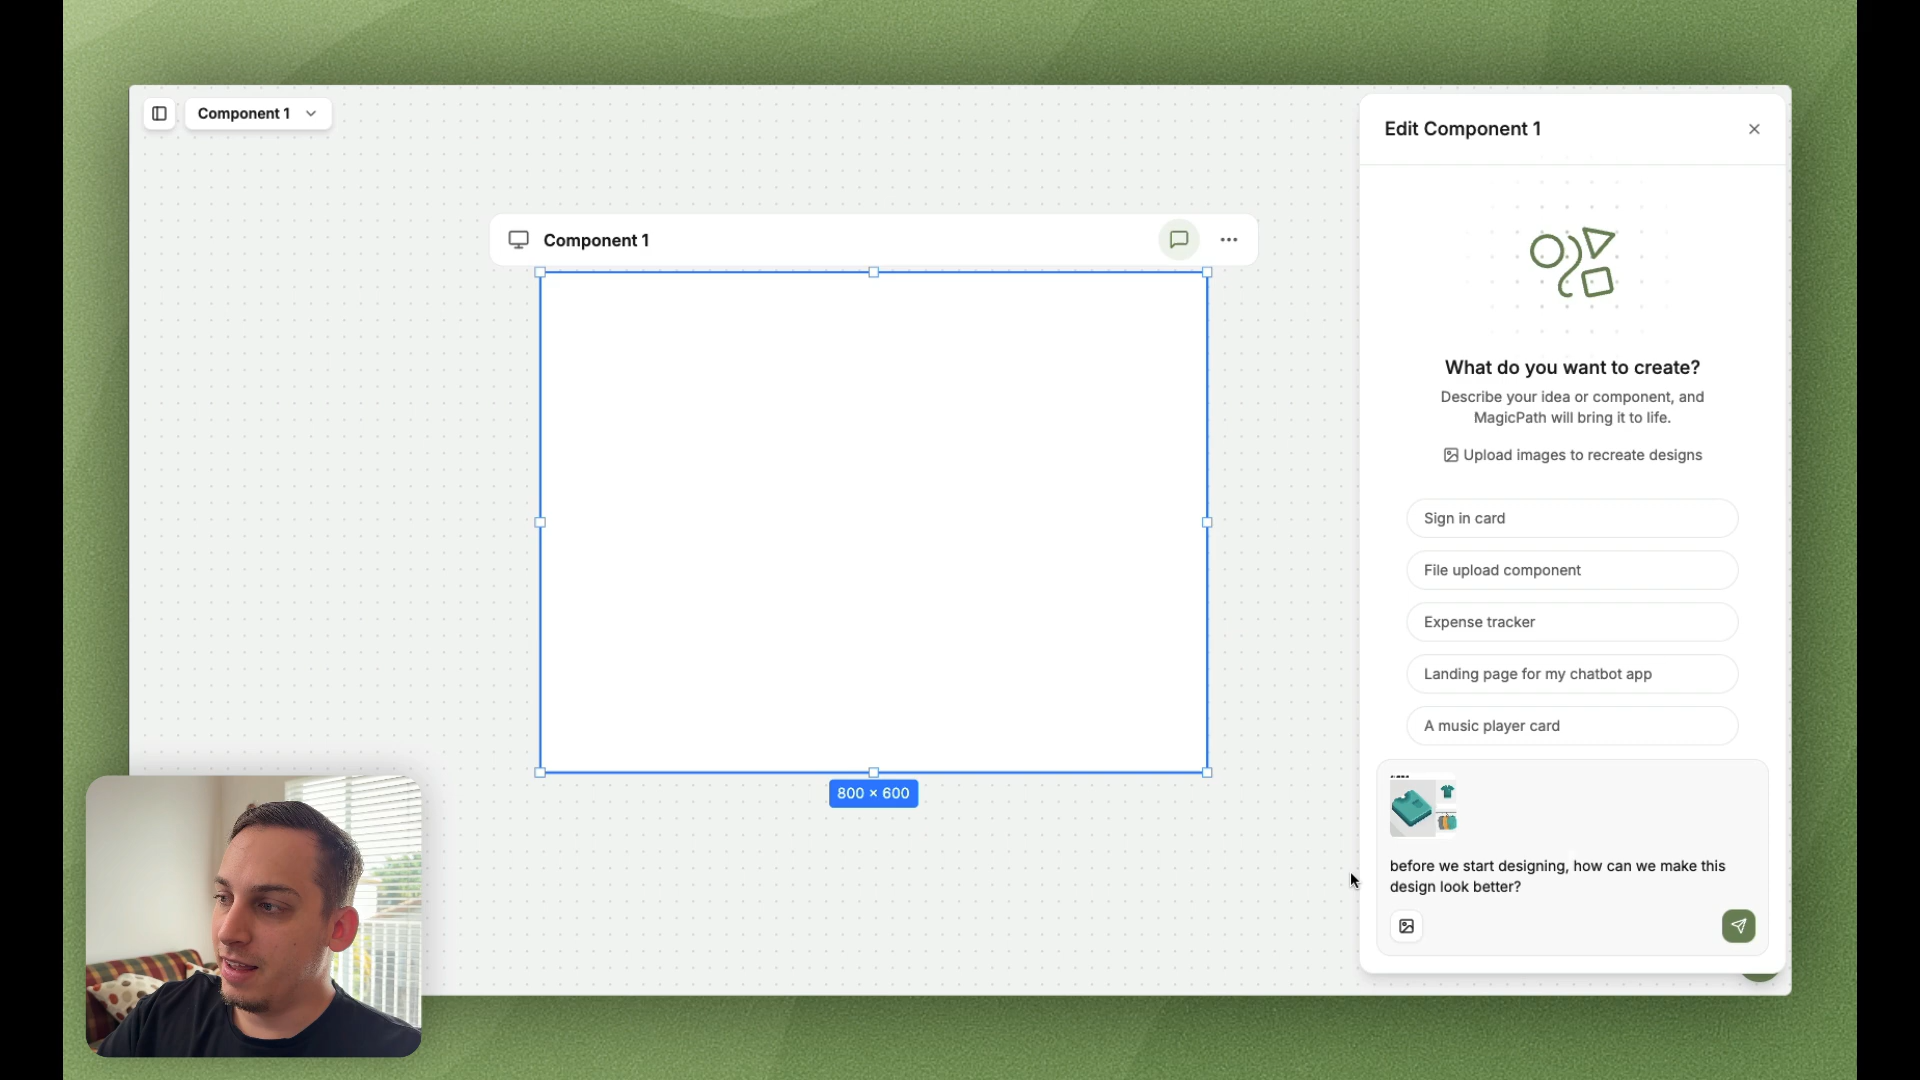 Component 1
Edit Component 1
Component 1
What do you want to create?
Describe your idea or component, and
MagicPath will bring it to life.
Upload images to recreate designs
Sign in card
File upload component
Expense tracker
Landing page for my chatbot app
A music player card
800 × 600
before we start designing, how can we make this
design look better?